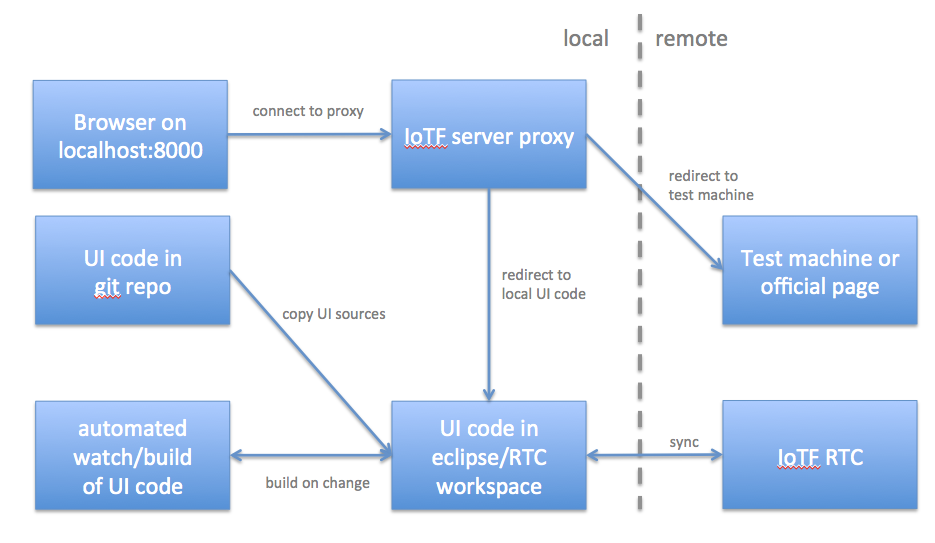 local
remote
Browser on
localhost:8000
connect to proxy
IoTF server proxy
redirect to
test machine
UI code in
git repo
copy UI sources
redirect to
local UI code
Test machine or
official page
automated
watch/build
of UI code
build on change
UI code in
eclipse/RTC
workspace
sync
IoTF RTC